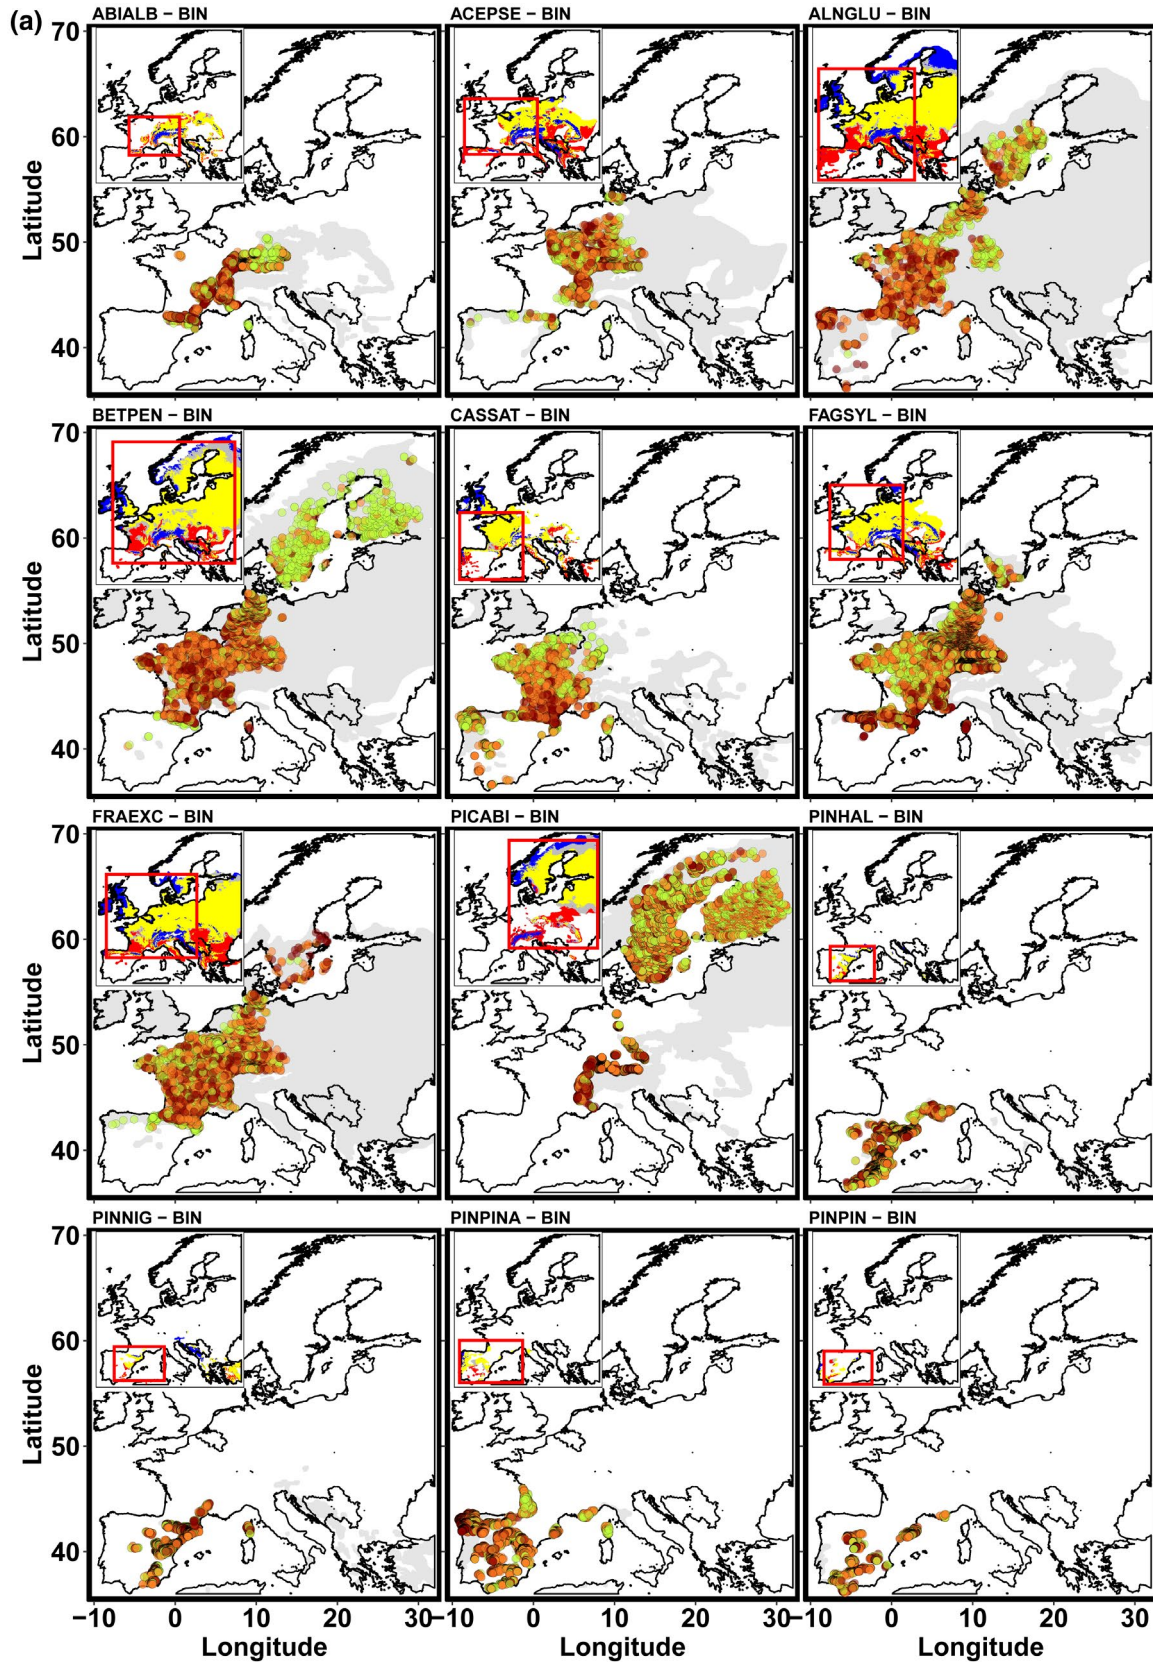 (a)
ABIALB − BIN
ACEPSE − BIN
ALNGLU − BIN
70
60
50
40
Latitude
BETPEN − BIN
CASSAT − BIN
FAGSYL − BIN
70
60
50
40
Latitude
FRAEXC − BIN
PICABI − BIN
PINHAL − BIN
70
60
50
40
Latitude
PINNIG − BIN
PINPINA − BIN
PINPIN − BIN
70
60
50
40
Latitude
−10 0 10 20 30 −10 0 10 20 30 −10 0 10 20 30
Longitude Longitude Longitude